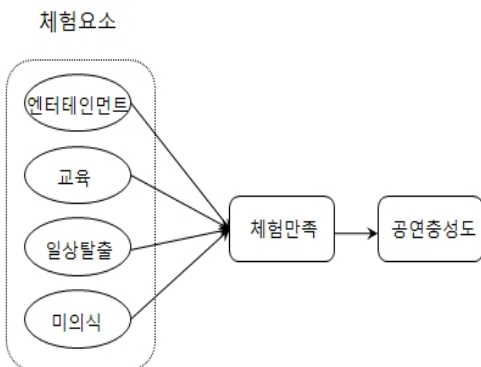 체험요소
엔터테인먼트
교육
일상탈출
미의식
체험만족
공연충성도